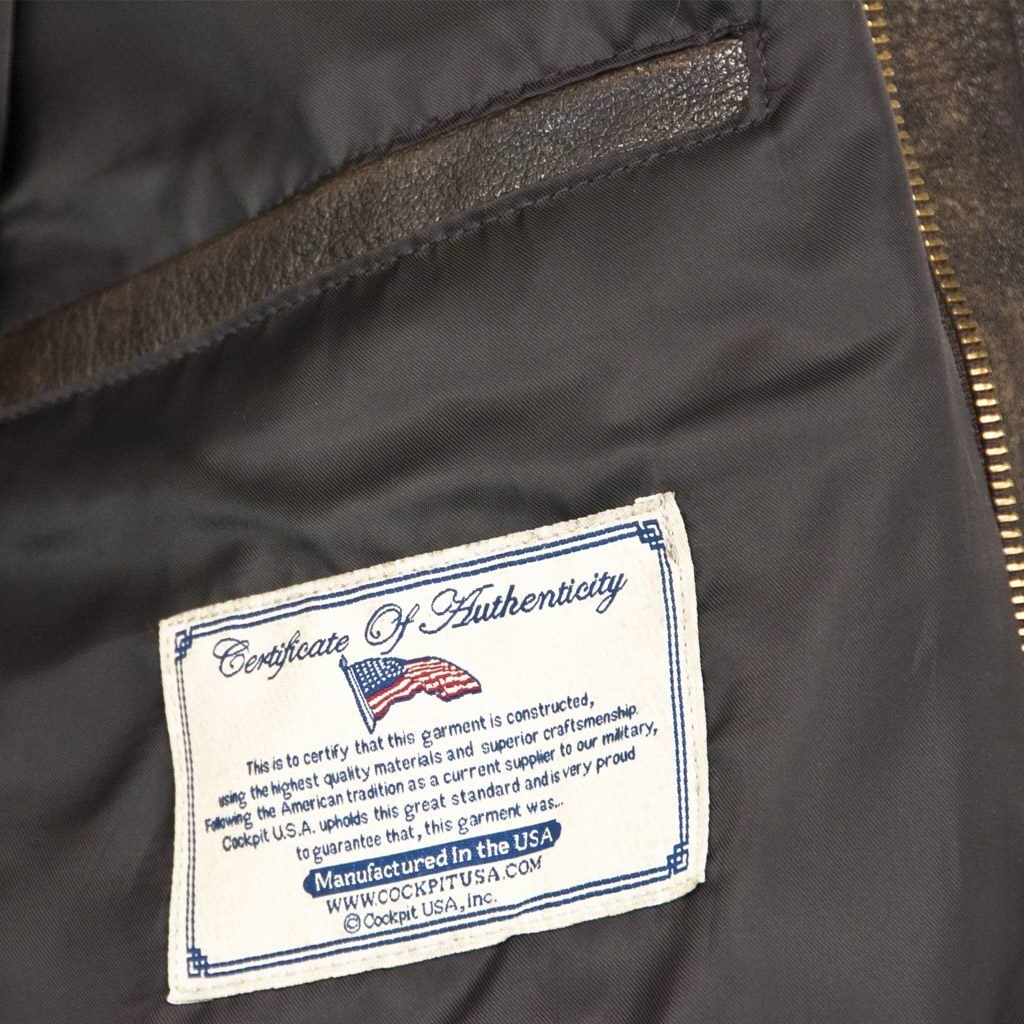 Certificate Of Authenticity
This is to certify that this garment is constructed,
using the highest quality materials and superior craftsmenship.
Following the American tradition as a current supplier to our military,
Cockpit U.S.A. upholds this great standard and is very proud
to guarantee that, this garment was...
Manufactured in the USA
WWW.COCKPITUSA.COM
© Cockpit USA, Inc.